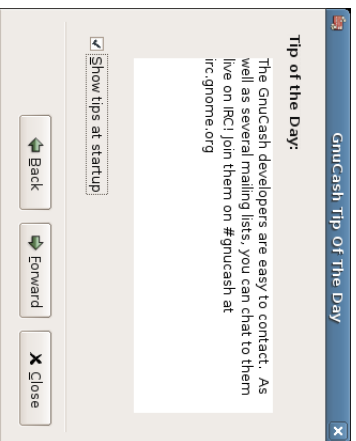 GnuCash Tip Of The Day
Tip of the Day:
The GnuCash developers are easy to contact. As
well as several mailing lists, you can chat to them
live on IRC! Join them on #gnucash at
irc.gnome.org
Show tips at startup
Back
Forward
Close